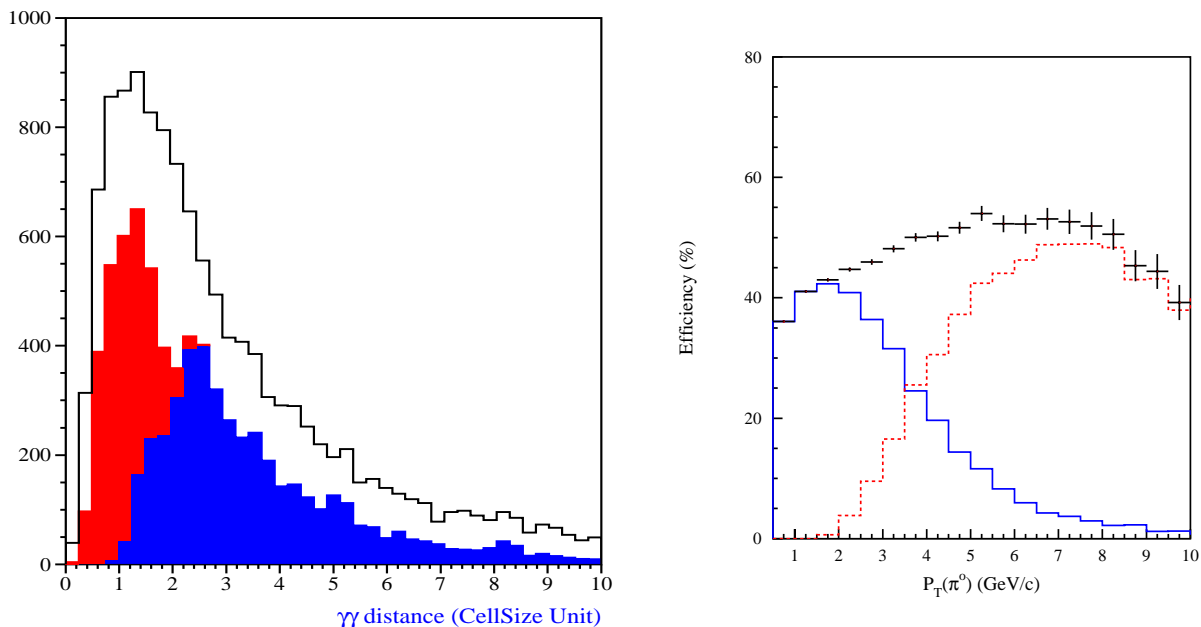 1000
800
600
400
200
0
0 1 2 3 4 5 6 7 8 9 10
γγ distance (CellSize Unit)
80
60
40
20
0
Efficiency (%)
1 2 3 4 5 6 7 8 9 10
P_T(π°) (GeV/c)